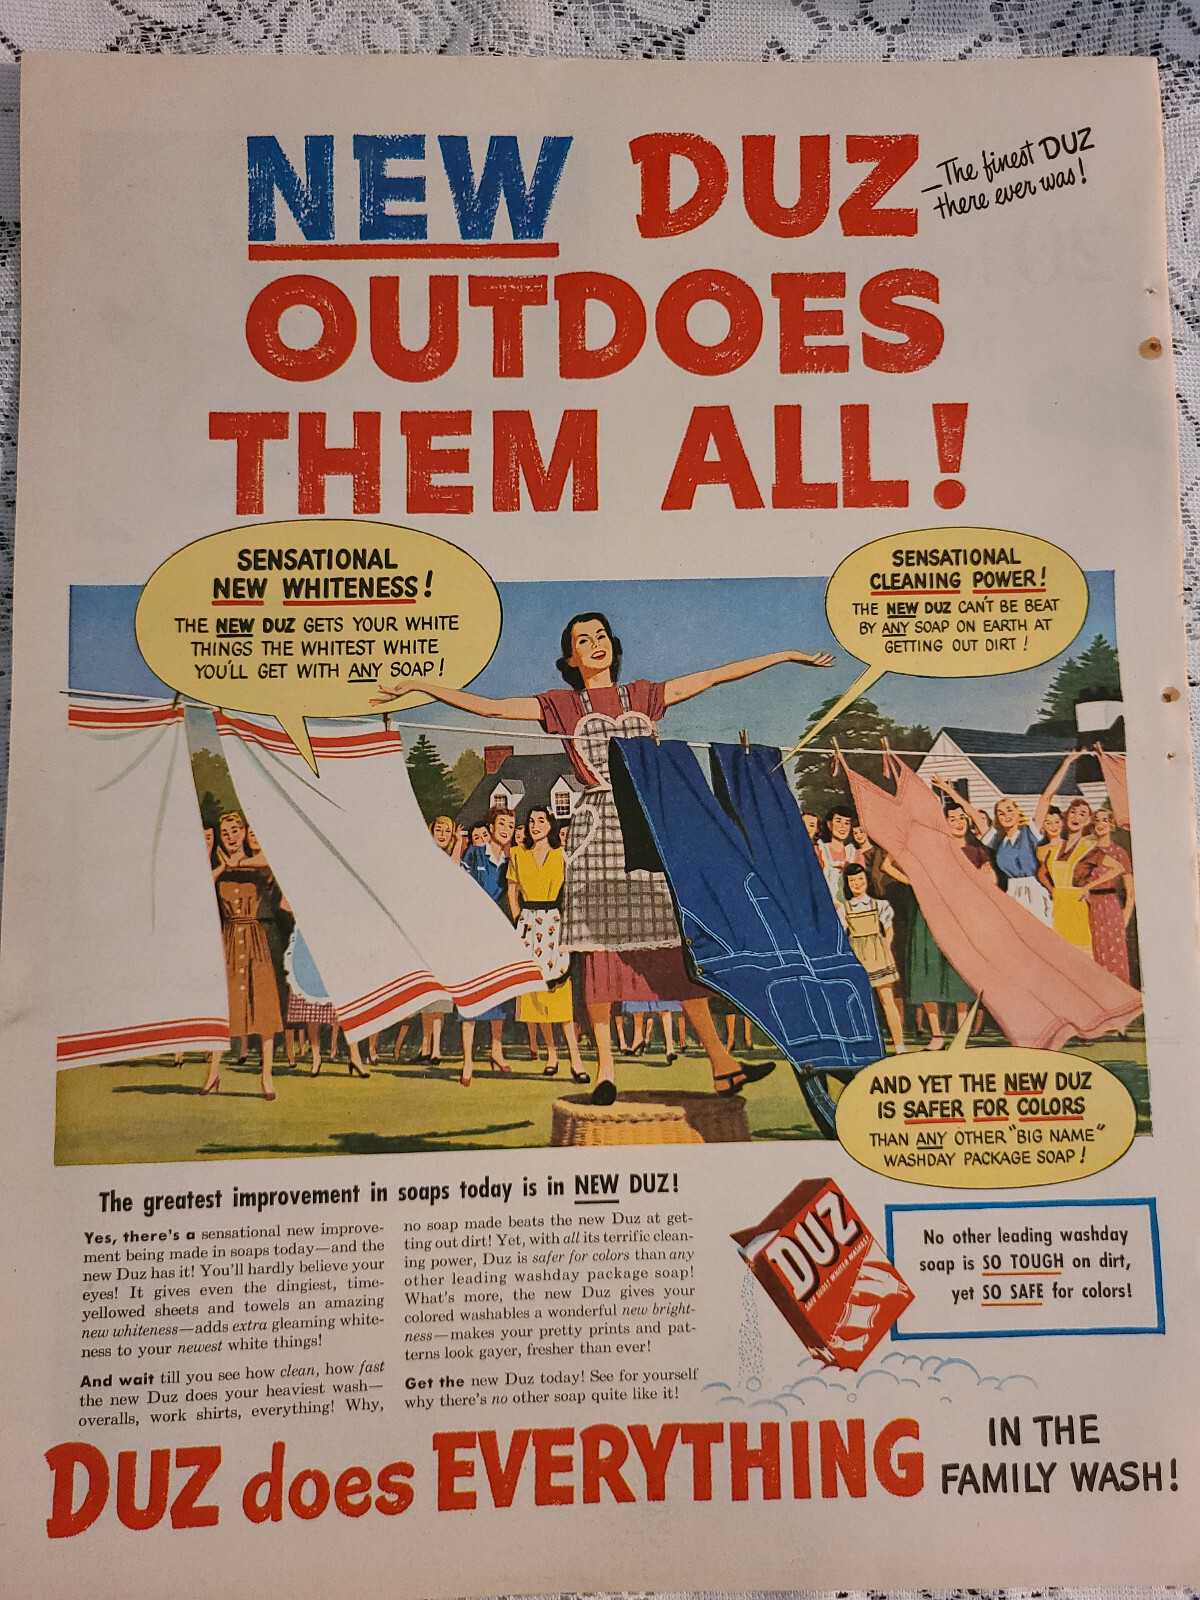 NEW DUZ
—The finest DUZ
there ever was!
OUTDOES
THEM ALL!
SENSATIONAL
NEW WHITENESS!
THE NEW DUZ GETS YOUR WHITE
THINGS THE WHITEST WHITE
YOU'LL GET WITH ANY SOAP!
SENSATIONAL
CLEANING POWER!
THE NEW DUZ CAN'T BE BEAT
BY ANY SOAP ON EARTH AT
GETTING OUT DIRT!
AND YET THE NEW DUZ
IS SAFER FOR COLORS
THAN ANY OTHER "BIG NAME"
WASHDAY PACKAGE SOAP!
The greatest improvement in soaps today is in NEW DUZ!
Yes, there's a sensational new improve-
ment being made in soaps today—and the
new Duz has it! You'll hardly believe your
eyes! It gives even the dingiest, time-
yellowed sheets and towels an amazing
new whiteness—adds extra gleaming white-
ness to your newest white things!
And wait till you see how clean, how fast
the new Duz does your heaviest wash—
overalls, work shirts, everything! Why,
no soap made beats the new Duz at get-
ting out dirt! Yet, with all its terrific clean-
ing power, Duz is safer for colors than any
other leading washday package soap!
What's more, the new Duz gives your
colored washables a wonderful new bright-
ness—makes your pretty prints and pat-
terns look gayer, fresher than ever!
Get the new Duz today! See for yourself
why there's no other soap quite like it!
DUZ
No other leading washday
soap is SO TOUGH on dirt,
yet SO SAFE for colors!
DUZ does EVERYTHING
IN THE
FAMILY WASH!